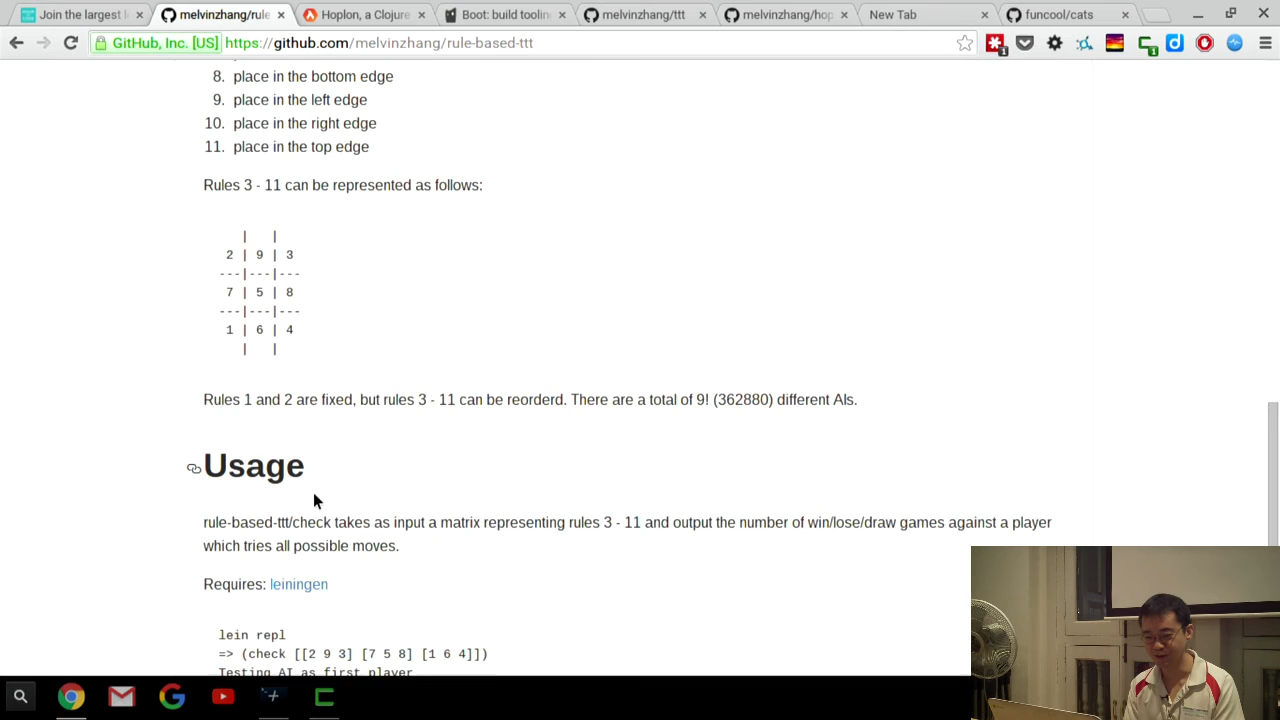 Join the largest l
melvinzhang/rule
Hoplon, a Clojure
Boot: build toolin
melvinzhang/ttt
melvinzhang/hop
New Tab
funcool/cats
GitHub, Inc. [US]
https://github.com/melvinzhang/rule-based-ttt
8. place in the bottom edge
9. place in the left edge
10. place in the right edge
11. place in the top edge
Rules 3 - 11 can be represented as follows:
| |
2 | 9 | 3
---|---|---
7 | 5 | 8
---|---|---
1 | 6 | 4
| |
Rules 1 and 2 are fixed, but rules 3 - 11 can be reorderd. There are a total of 9! (362880) different AIs.
Usage
rule-based-ttt/check takes as input a matrix representing rules 3 - 11 and output the number of win/lose/draw games against a player
which tries all possible moves.
Requires: leiningen
lein repl
=> (check [[2 9 3] [7 5 8] [1 6 4]])
Testing AI as first player